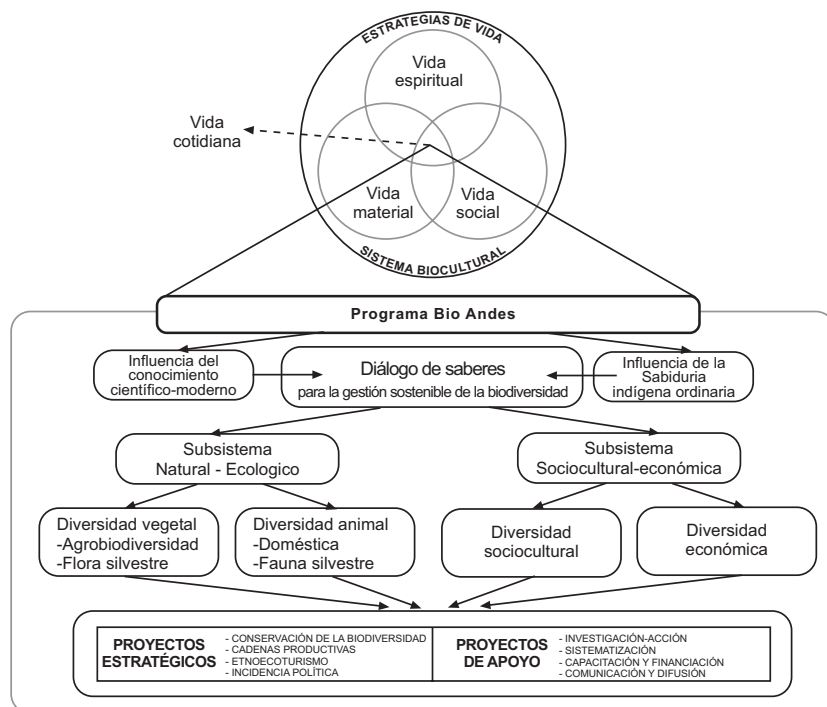 ESTRATEGIAS DE VIDA
Vida
espiritual
Vida
cotidiana
Vida
material
Vida
social
SISTEMA BIOCULTURAL
Programa Bio Andes
Influencia del
conocimiento
científico-moderno
Diálogo de saberes
para la gestión sostenible de la biodiversidad
Influencia de la
Sabiduria
indígena ordinaria
Subsistema
Natural - Ecologico
Subsistema
Sociocultural-económica
Diversidad vegetal
-Agrobiodiversidad
-Flora silvestre
Diversidad animal
-Doméstica
-Fauna silvestre
Diversidad
sociocultural
Diversidad
económica
PROYECTOS
ESTRATÉGICOS
- CONSERVACIÓN DE LA BIODIVERSIDAD
- CADENAS PRODUCTIVAS
- ETNOECOTURISMO
- INCIDENCIA POLÍTICA
PROYECTOS
DE APOYO
- INVESTIGACIÓN-ACCIÓN
- SISTEMATIZACIÓN
- CAPACITACIÓN Y FINANCIACIÓN
- COMUNICACIÓN Y DIFUSIÓN